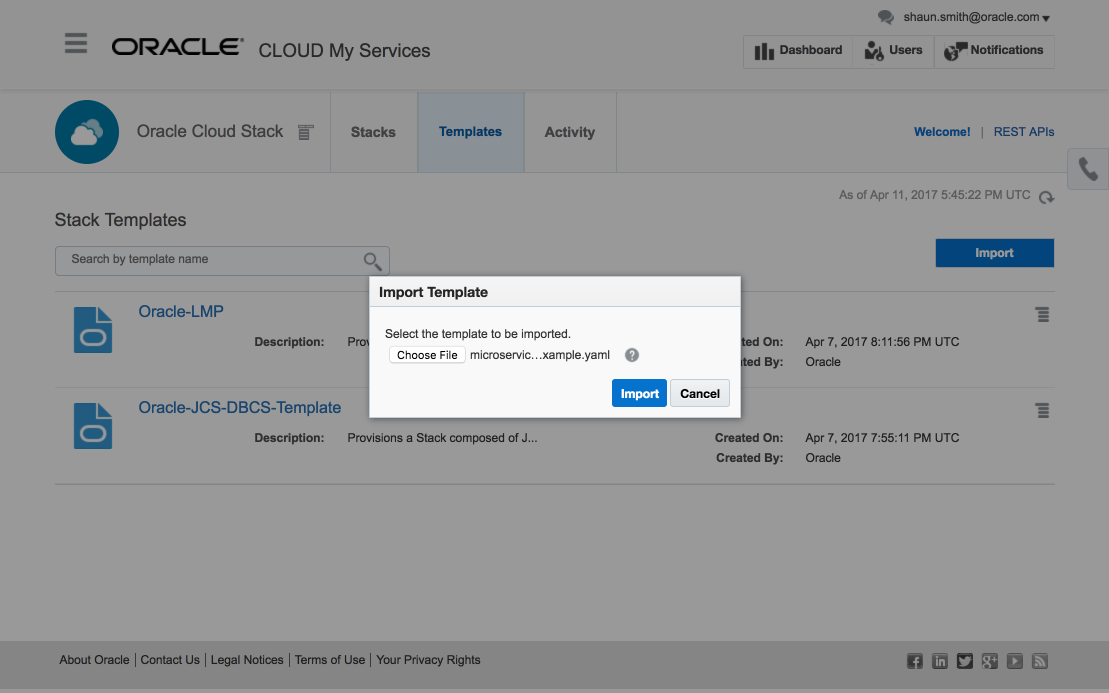 shaun.smith@oracle.com
ORACLE CLOUD My Services
Dashboard Users Notifications
Oracle Cloud Stack Stacks Templates Activity Welcome! | REST APIs
As of Apr 11, 2017 5:45:22 PM UTC
Stack Templates
Search by template name
Import
Import Template
Select the template to be imported.
Choose File microservic...xample.yaml ?
Import Cancel
Oracle-LMP
Description: Prov ted On: Apr 7, 2017 8:11:56 PM UTC
ted By: Oracle
Oracle-JCS-DBCS-Template
Description: Provisions a Stack composed of J... Created On: Apr 7, 2017 7:55:11 PM UTC
Created By: Oracle
About Oracle | Contact Us | Legal Notices | Terms of Use | Your Privacy Rights